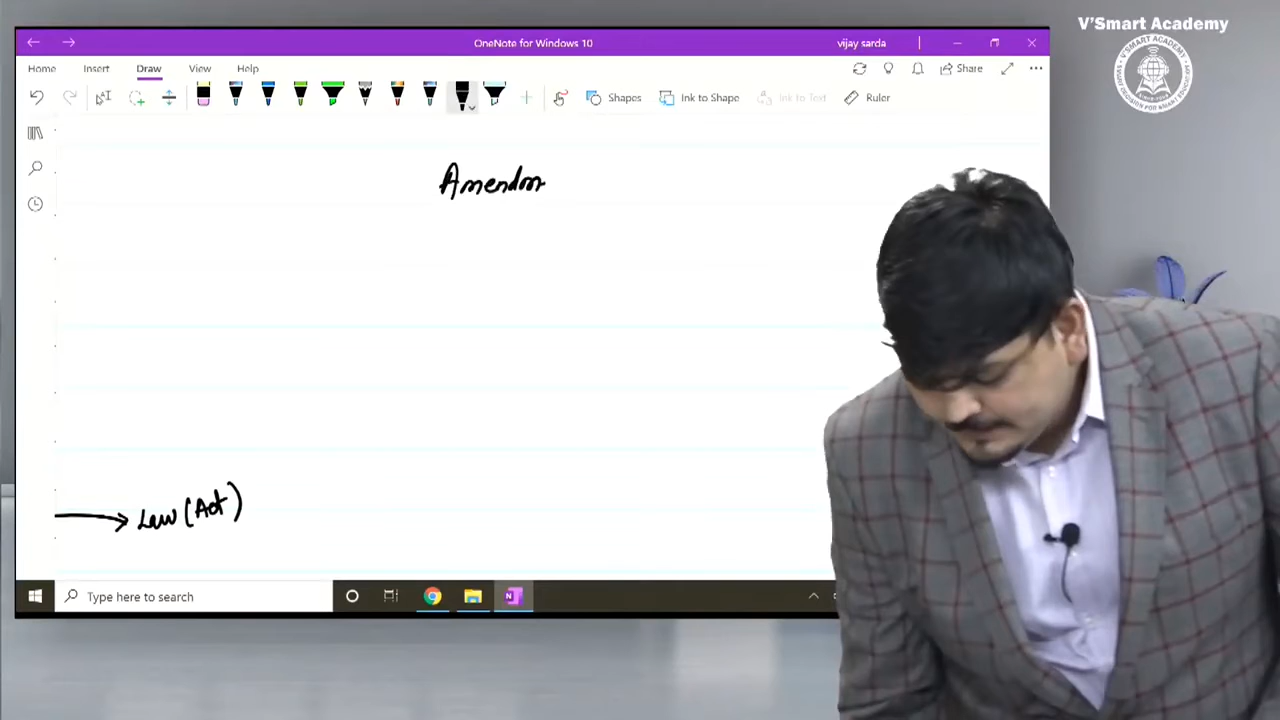 V'Smart Academy
OneNote for Windows 10
vijay sarda
Home
Insert
Draw
View
Help
Share
Shapes
Ink to Shape
Ink to Text
Ruler
Amendm
Law (Act)
Type here to search